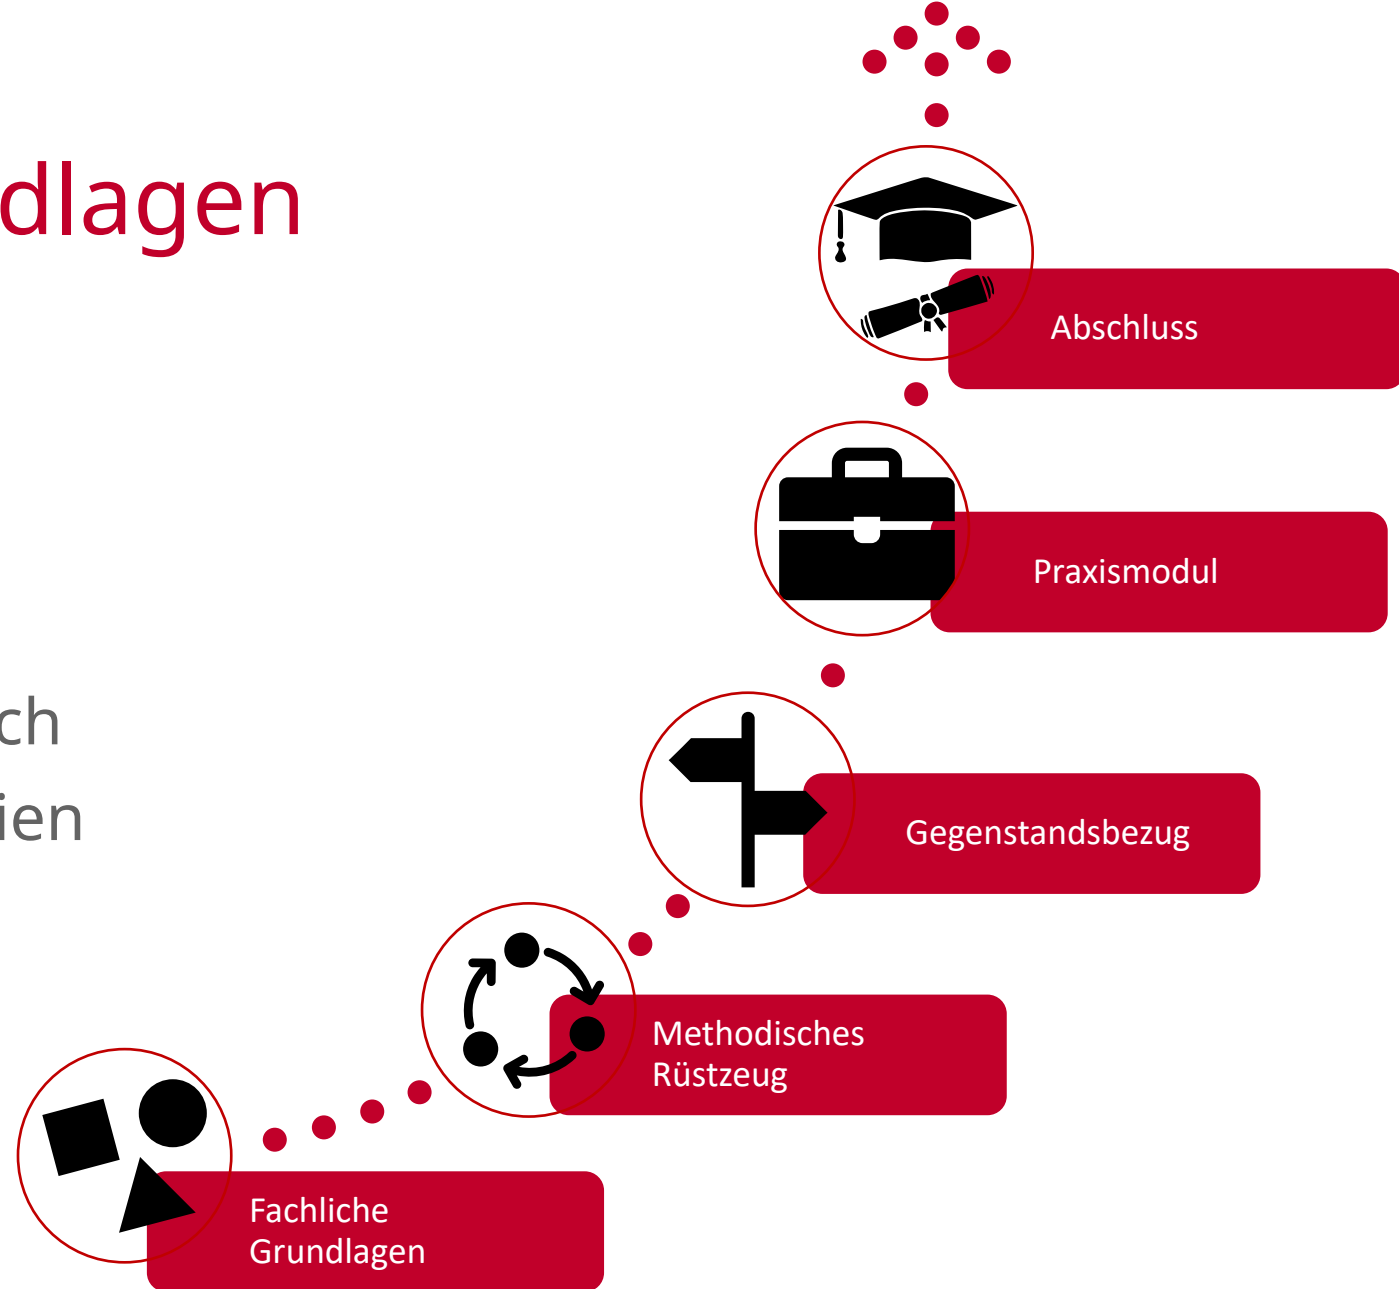 dlagen
ch
ien
Abschluss
Praxismodul
Gegenstandsbezug
Methodisches
Rüstzeug
Fachliche
Grundlagen